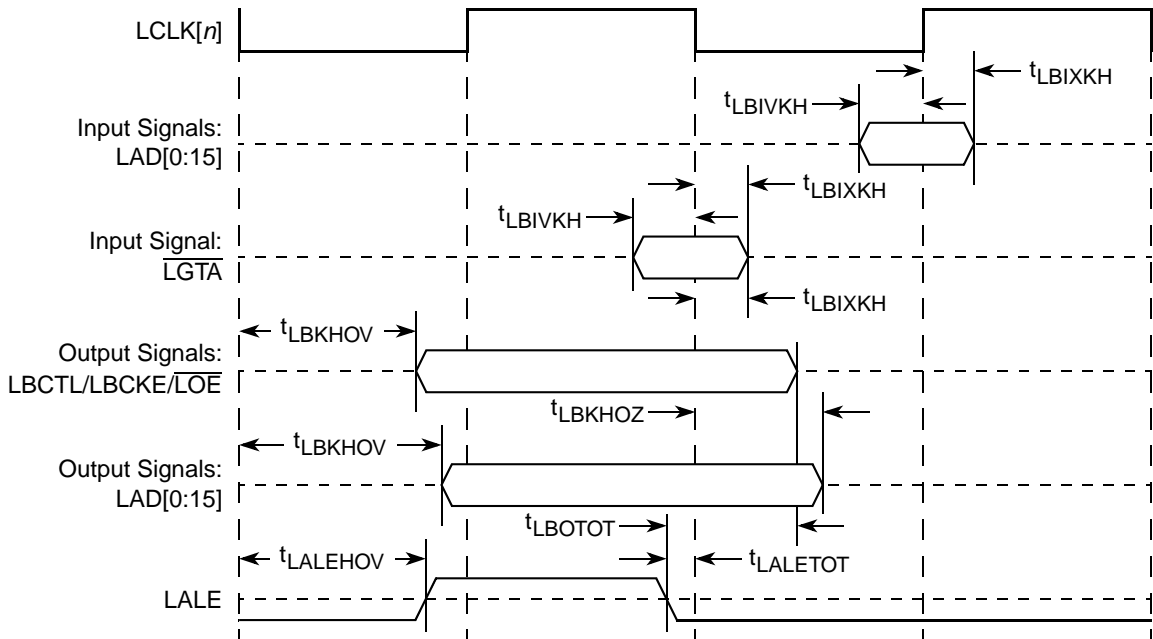 LCLK[n]
tLBIXKH
tLBIVKH
Input Signals:
LAD[0:15]
tLBIXKH
tLBIVKH
Input Signal:
LGTA
tLBIXKH
tLBKHOV
Output Signals:
LBCTL/LBCKE/LOE
tLBKHOZ
tLBKHOV
Output Signals:
LAD[0:15]
tLBOTOT
tLALEHOV
tLALETOT
LALE